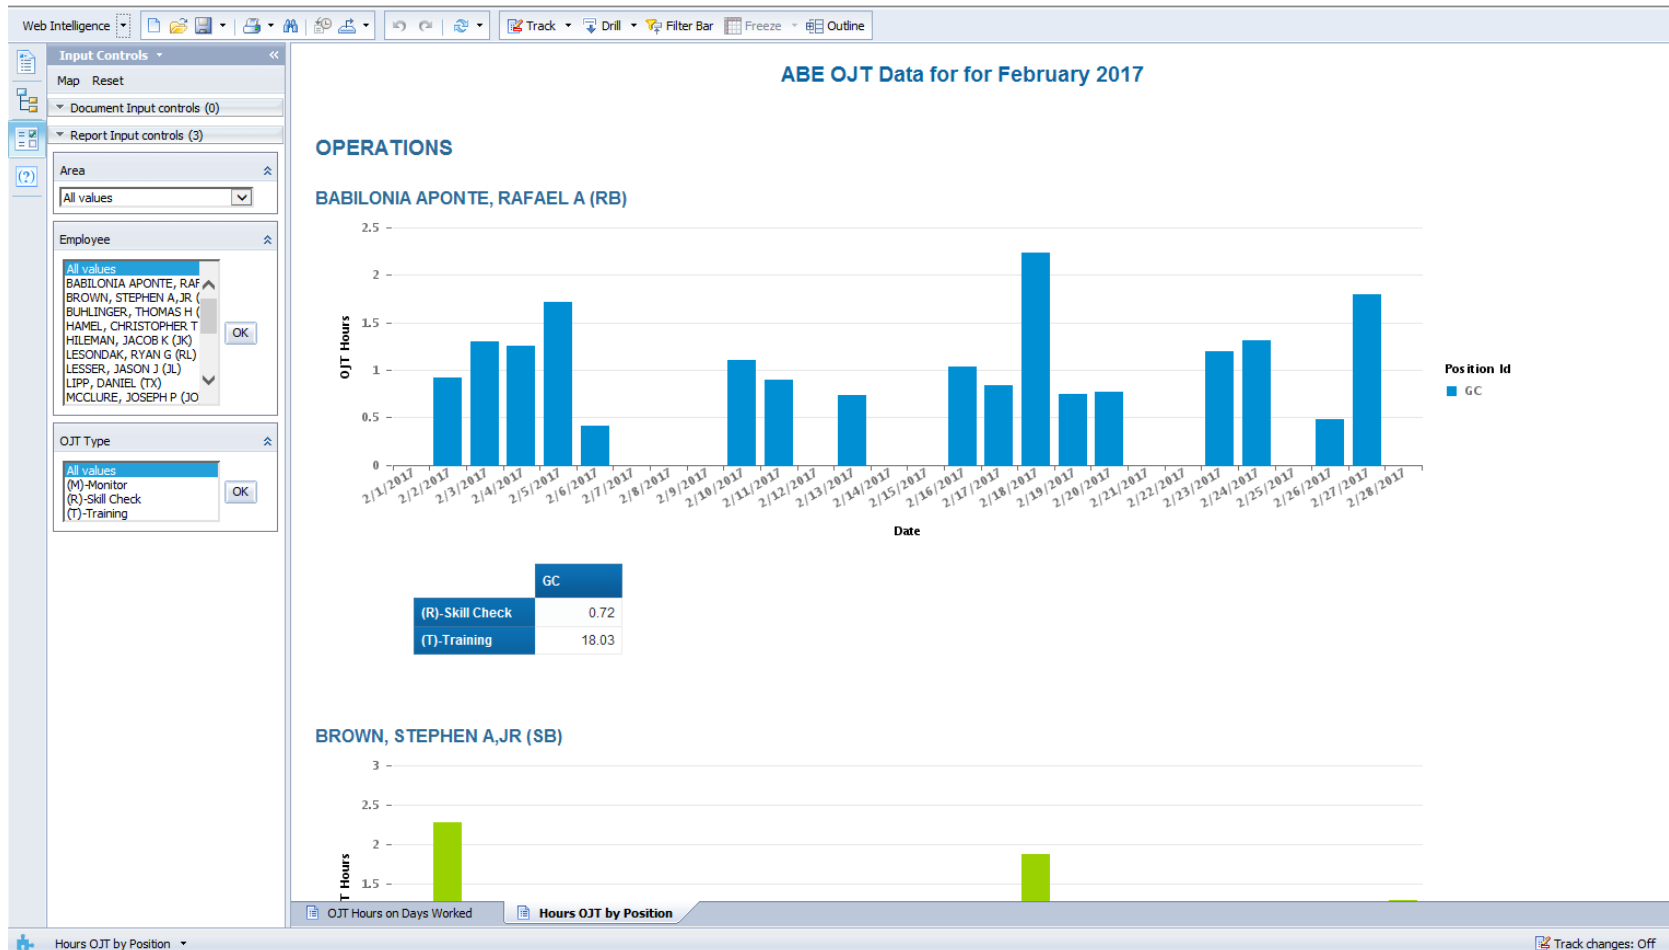 Web Intelligence
Track
Drill
Filter Bar
Freeze
Outline
Input Controls
Map Reset
Document Input controls (0)
Report Input controls (3)
Area
All values
Employee
All values
BABILONIA APONTE, RAF
BROWN, STEPHEN A,JR (
BUHLINGER, THOMAS H (
HAMEL, CHRISTOPHER T
HILEMAN, JACOB K (JK)
LESONDAK, RYAN G (RL)
LESSER, JASON J (JL)
LIPP, DANIEL (TX)
MCCLURE, JOSEPH P (JO
OK
OJT Type
All values
(M)-Monitor
(R)-Skill Check
(T)-Training
OK
ABE OJT Data for for February 2017
OPERATIONS
BABILONIA APONTE, RAFAEL A (RB)
2.5
2
1.5
1
0.5
0
OJT Hours
2/1/2017
2/2/2017
2/3/2017
2/4/2017
2/5/2017
2/6/2017
2/7/2017
2/8/2017
2/9/2017
2/10/2017
2/11/2017
2/12/2017
2/13/2017
2/14/2017
2/15/2017
2/16/2017
2/17/2017
2/18/2017
2/19/2017
2/20/2017
2/21/2017
2/22/2017
2/23/2017
2/24/2017
2/25/2017
2/26/2017
2/27/2017
2/28/2017
Date
Position Id
GC
GC
(R)-Skill Check 0.72
(T)-Training 18.03
BROWN, STEPHEN A,JR (SB)
3
2.5
2
1.5
T Hours
OJT Hours on Days Worked
Hours OJT by Position
Hours OJT by Position
Track changes: Off